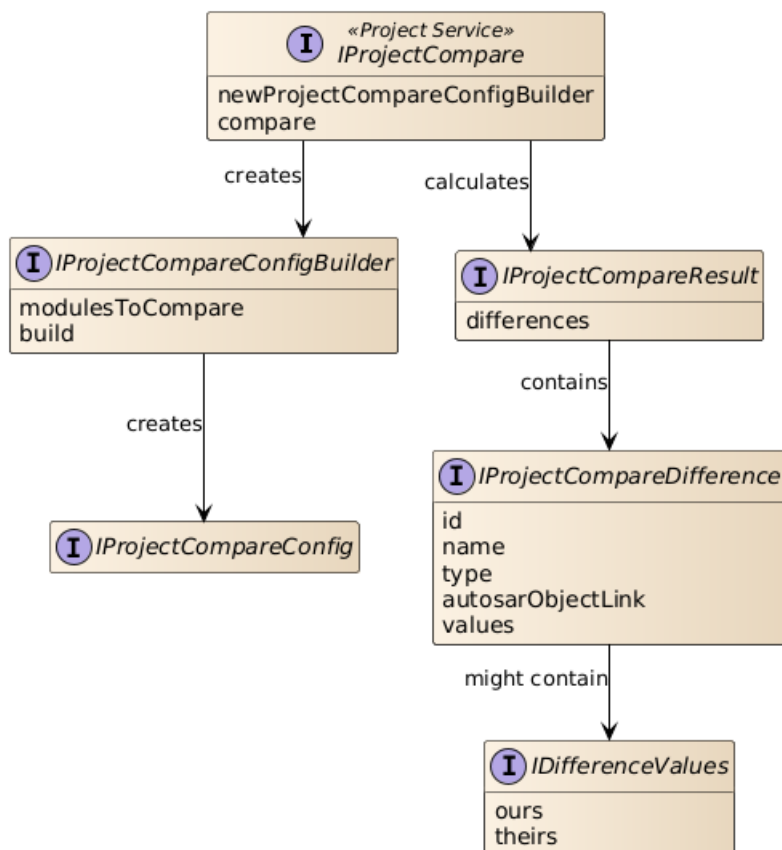 I
«Project Service»
IProjectCompare
newProjectCompareConfigBuilder
compare
creates
calculates
I IProjectCompareConfigBuilder
modulesToCompare
build
I IProjectCompareResult
differences
contains
creates
I IProjectCompareDifference
id
name
type
autosarObjectLink
values
I IProjectCompareConfig
might contain
I IDifferenceValues
ours
theirs